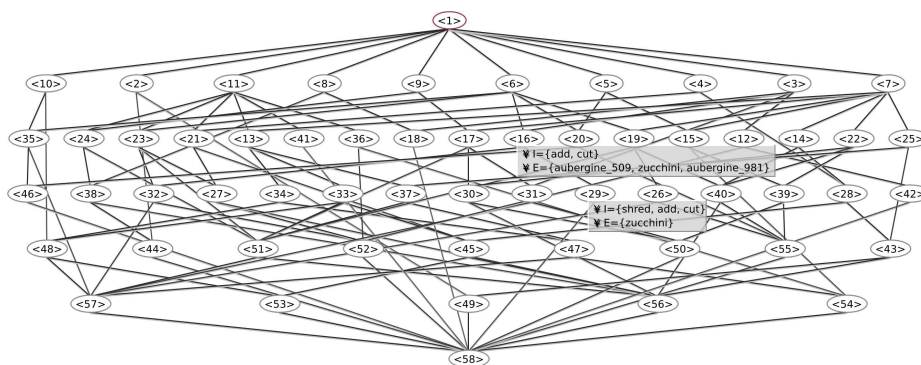 <1>
<10> <2> <11> <8> <9> <6> <5> <4> <3> <7>
<35> <24> <23> <21> <13> <41> <36> <18> <17> <16> <20> <19> <15> <12> <14> <22> <25>
¥ I={add, cut}
¥ E={aubergine_509, zucchini, aubergine_981}
<46> <38> <32> <27> <34> <33> <37> <30> <31> <29> <26> <40> <39> <28> <42>
¥ I={shred, add, cut}
¥ E={zucchini}
<48> <44> <51> <52> <45> <47> <50> <55> <43>
<57> <53> <49> <56> <54>
<58>